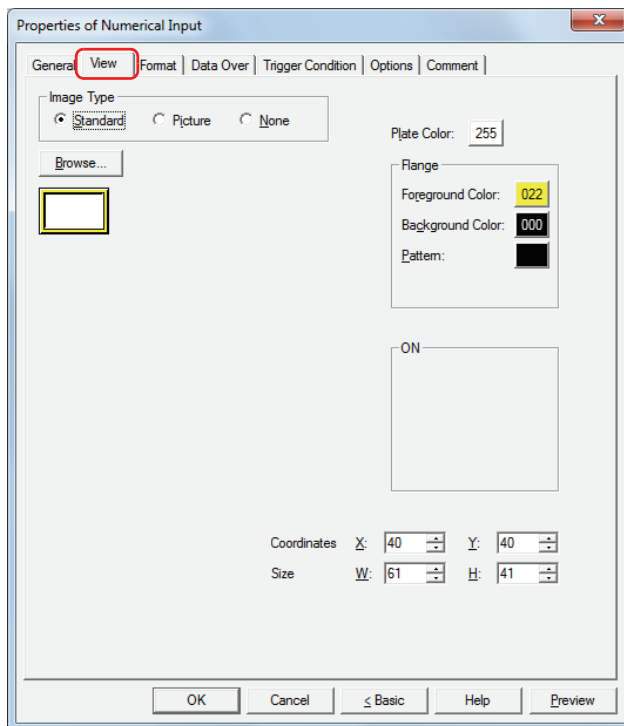 Properties of Numerical Input
General View Format Data Over Trigger Condition Options Comment
Image Type
Standard Picture None
Browse...
Plate Color: 255
Flange
Foreground Color: 022
Background Color: 000
Pattern:
ON
Coordinates X: 40 Y: 40
Size W: 61 H: 41
OK Cancel < Basic Help Preview